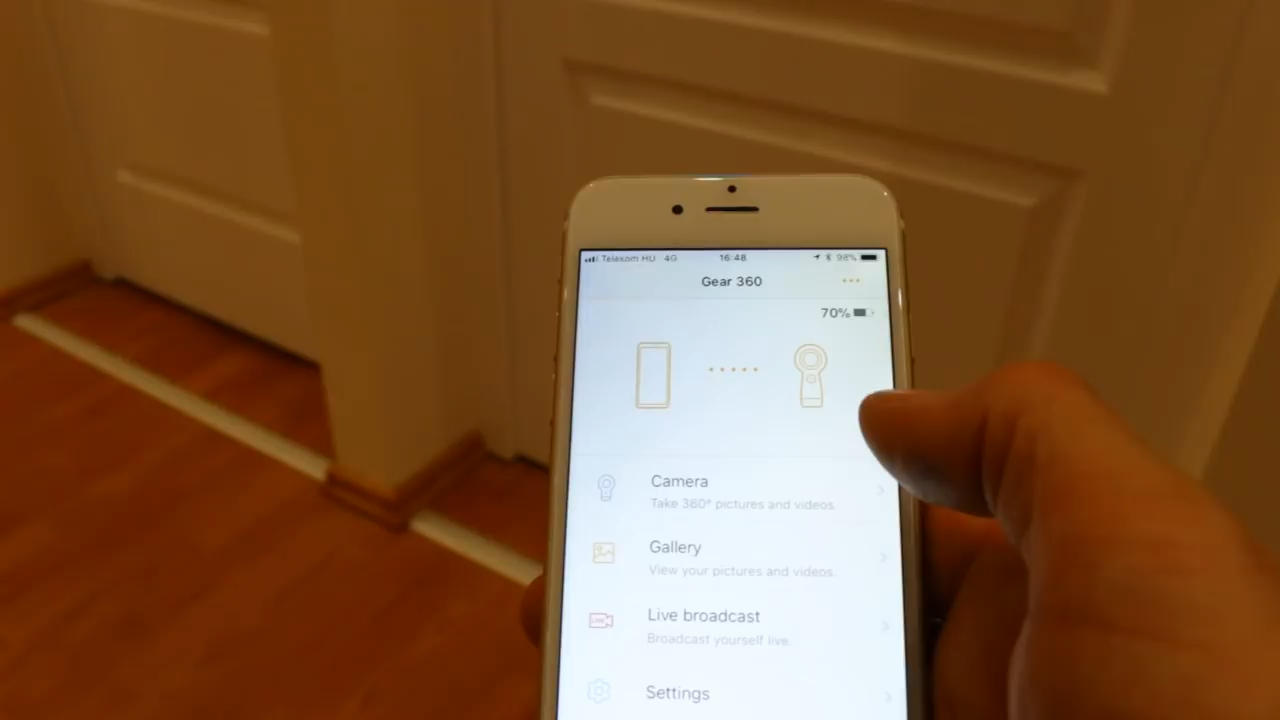 Telekom HU 4G 16:48 98%
Gear 360
70%
Camera
Take 360° pictures and videos.
Gallery
View your pictures and videos.
LIVE
Live broadcast
Broadcast yourself live.
Settings